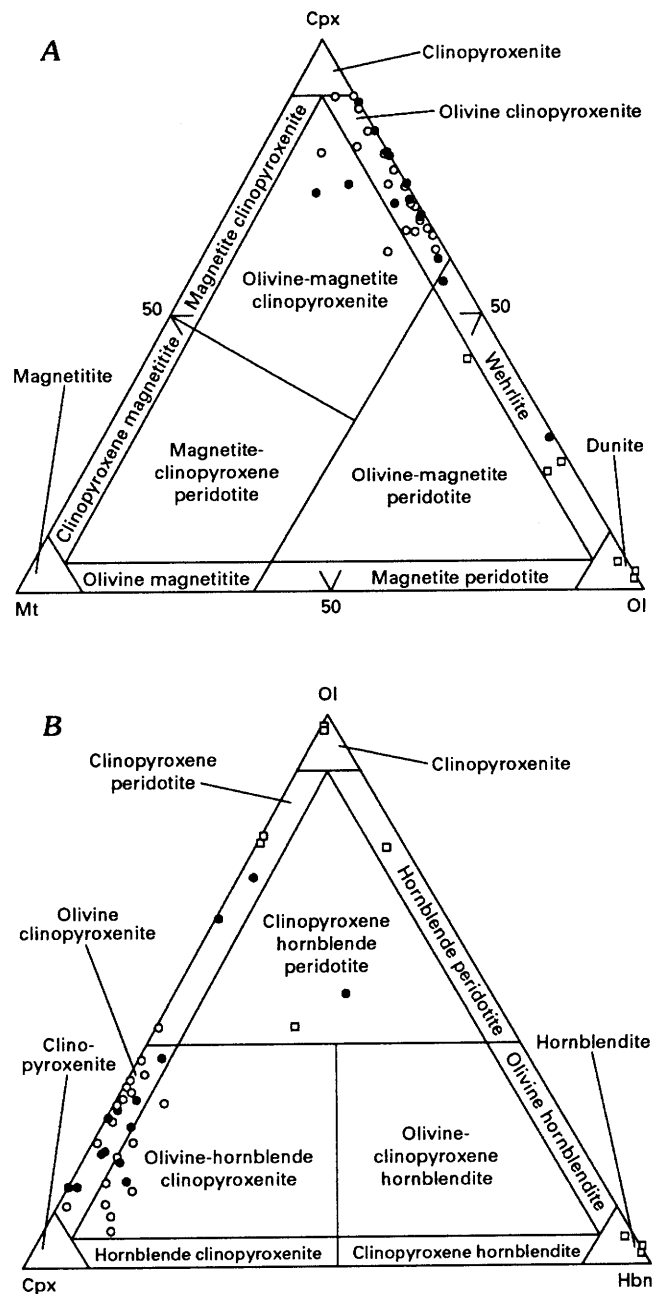 A
Cpx
Clinopyroxenite
Olivine clinopyroxenite
Magnetite clinopyroxenite
Olivine-magnetite
clinopyroxenite
50
50
Magnetitite
Clinopyroxene magnetitite
Wehrlite
Dunite
Magnetite-
clinopyroxene
peridotite
Olivine-magnetite
peridotite
Olivine magnetitite
Magnetite peridotite
Mt
50
Ol
B
Ol
Clinopyroxene
peridotite
Clinopyroxenite
Olivine
clinopyroxenite
Clinopyroxene
hornblende
peridotite
Hornblende peridotite
Clino-
pyroxenite
Hornblendite
Olivine hornblendite
Olivine-hornblende
clinopyroxenite
Olivine-
clinopyroxene
hornblendite
Hornblende clinopyroxenite
Clinopyroxene hornblendite
Cpx
Hbn